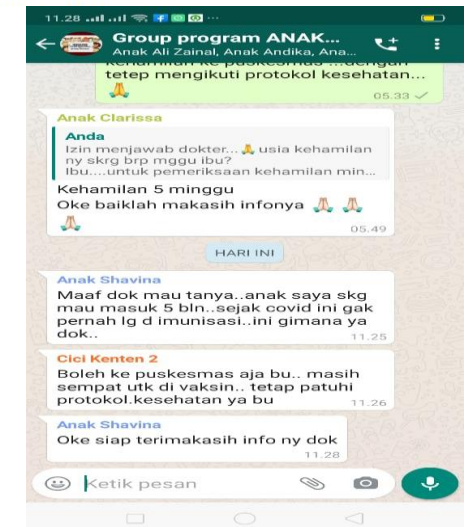 11.28
Group program ANAK...
Anak Ali Zainal, Anak Andika, Ana...
kehamilan ke puskesmas ...dengan
tetep mengikuti protokol kesehatan...
05.33
Anak Clarissa
Anda
Izin menjawab dokter... usia kehamilan
ny skrg brp mggu ibu?
Ibu....untuk pemeriksaan kehamilan min...
Kehamilan 5 minggu
Oke baiklah makasih infonya
05.49
HARI INI
Anak Shavina
Maaf dok mau tanya..anak saya skg
mau masuk 5 bln..sejak covid ini gak
pernah lg d imunisasi..ini gimana ya
dok..
11.25
Cici Kenten 2
Boleh ke puskesmas aja bu.. masih
sempat utk di vaksin.. tetap patuhi
protokol.kesehatan ya bu
11.26
Anak Shavina
Oke siap terimakasih info ny dok
11.28
Ketik pesan